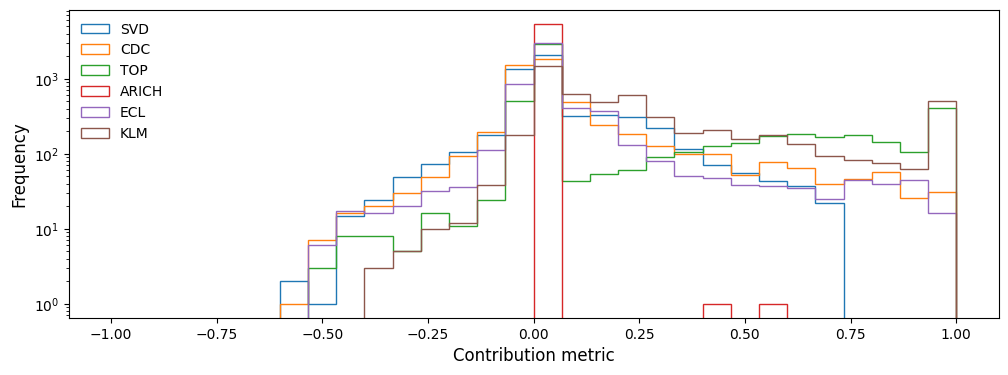 SVD
CDC
TOP
ARICH
ECL
KLM
Frequency
10³
10²
10¹
10⁰
−1.00 −0.75 −0.50 −0.25 0.00 0.25 0.50 0.75 1.00
Contribution metric